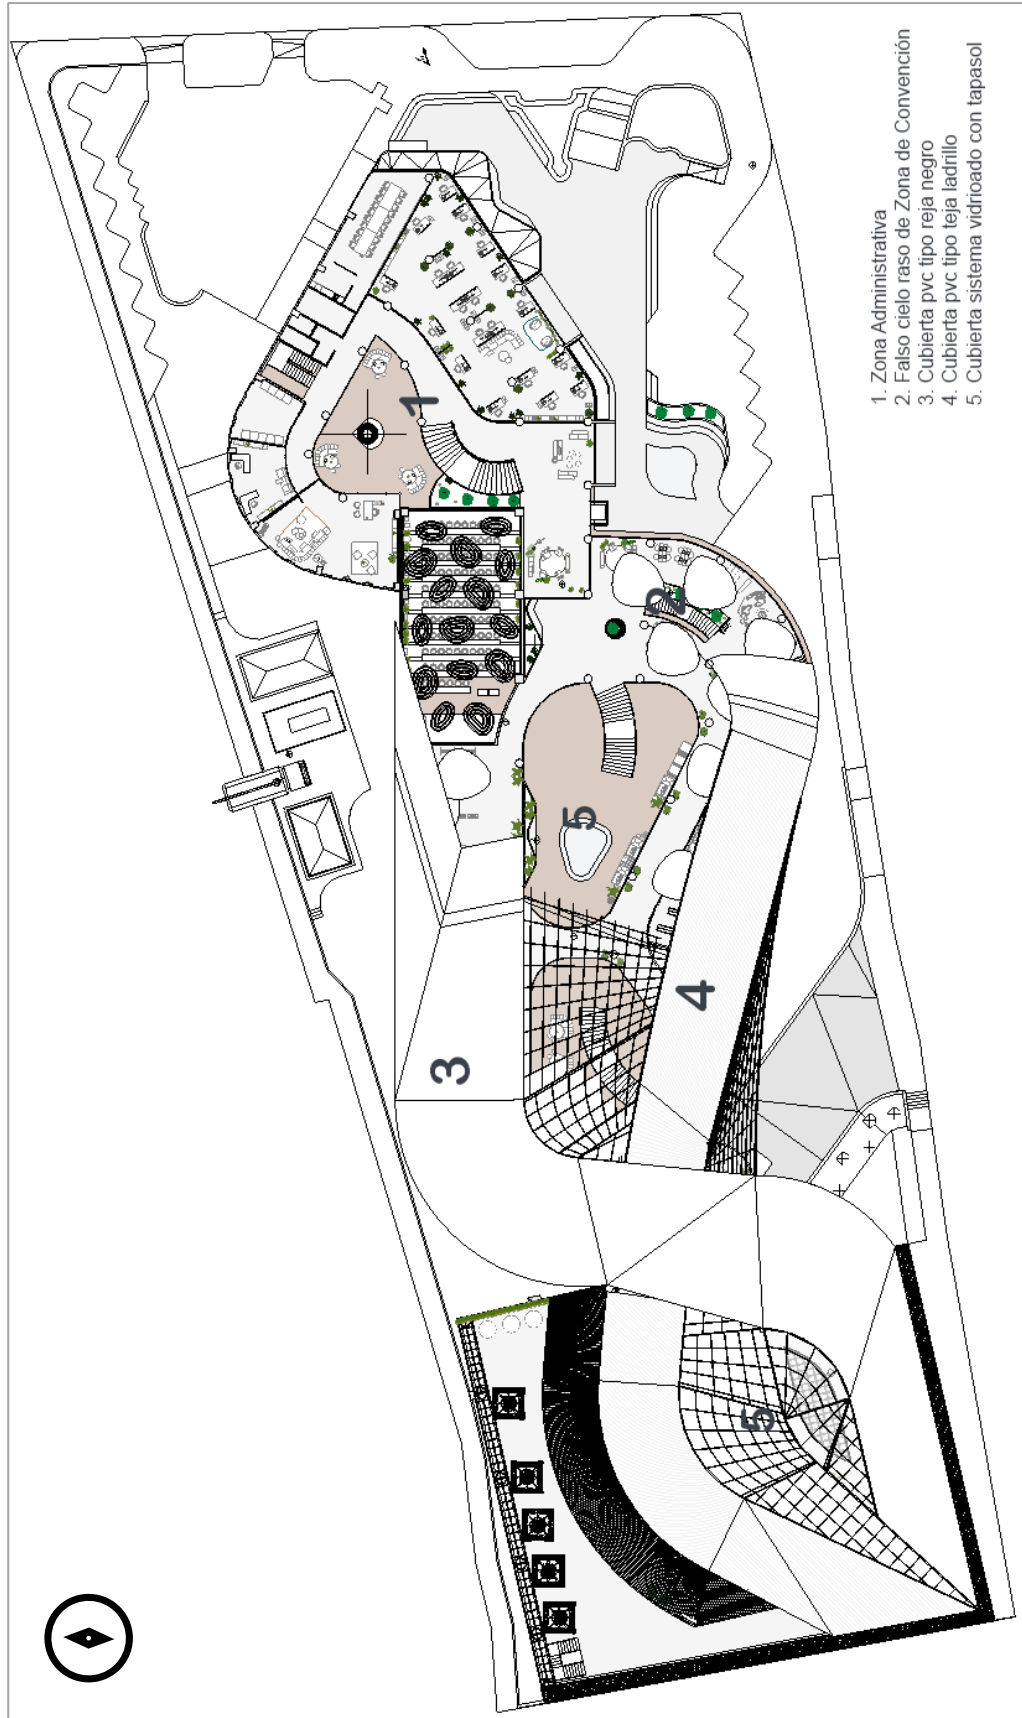 1. Zona Administrativa
2. Falso cielo raso de Zona de Convención
3. Cubierta pvc tipo reja negro
4. Cubierta pvc tipo teja ladrillo
5. Cubierta sistema vidrioado con tapasol
1
2
5
3
4
5